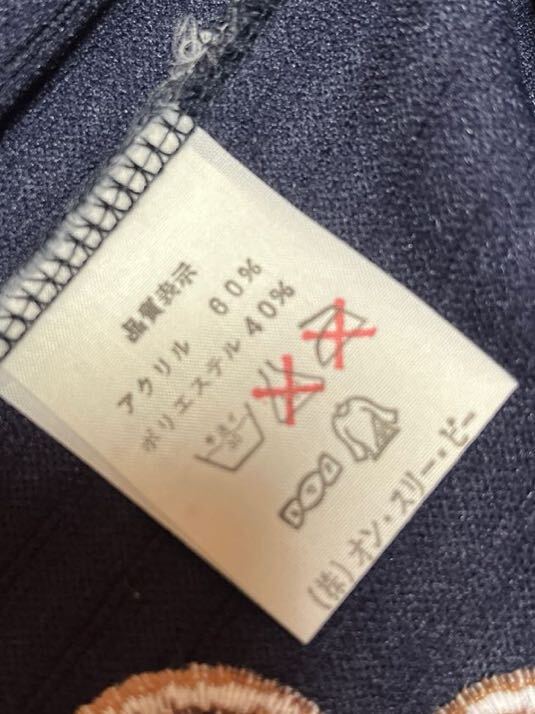 品質表示
アクリル 60%
ポリエステル 40%
(株)オン・スリー・ビー